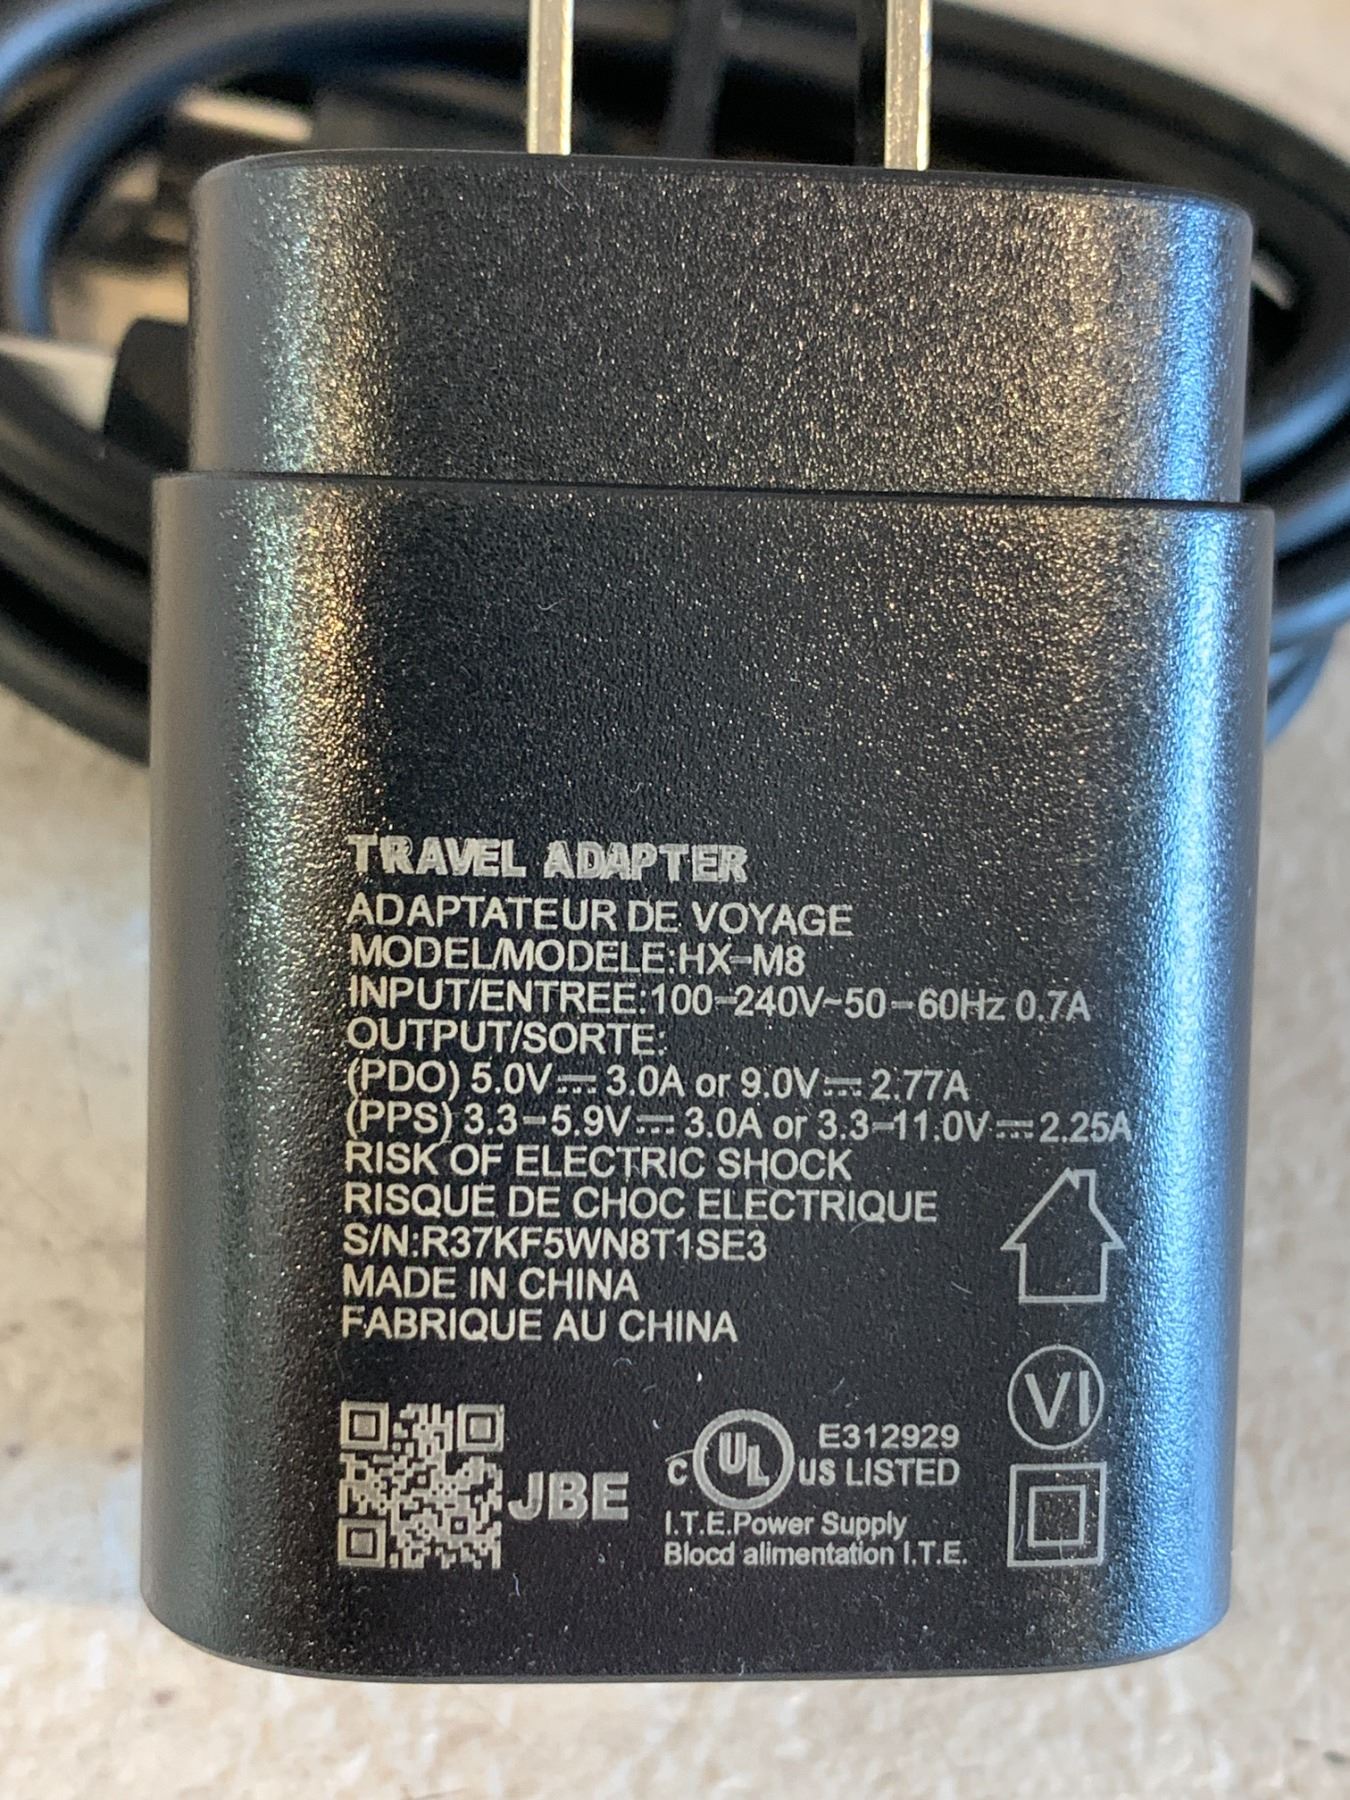 TRAVEL ADAPTER
ADAPTATEUR DE VOYAGE
MODEL/MODELE:HX-M8
INPUT/ENTREE:100-240V~50-60Hz 0.7A
OUTPUT/SORTE:
(PDO) 5.0V⎓3.0A or 9.0V⎓2.77A
(PPS) 3.3-5.9V⎓3.0A or 3.3-11.0V⎓2.25A
RISK OF ELECTRIC SHOCK
RISQUE DE CHOC ELECTRIQUE
S/N:R37KF5WN8T1SE3
MADE IN CHINA
FABRIQUE AU CHINA
VI
JBE
C UL US LISTED
E312929
I.T.E.Power Supply
Blocd alimentation I.T.E.